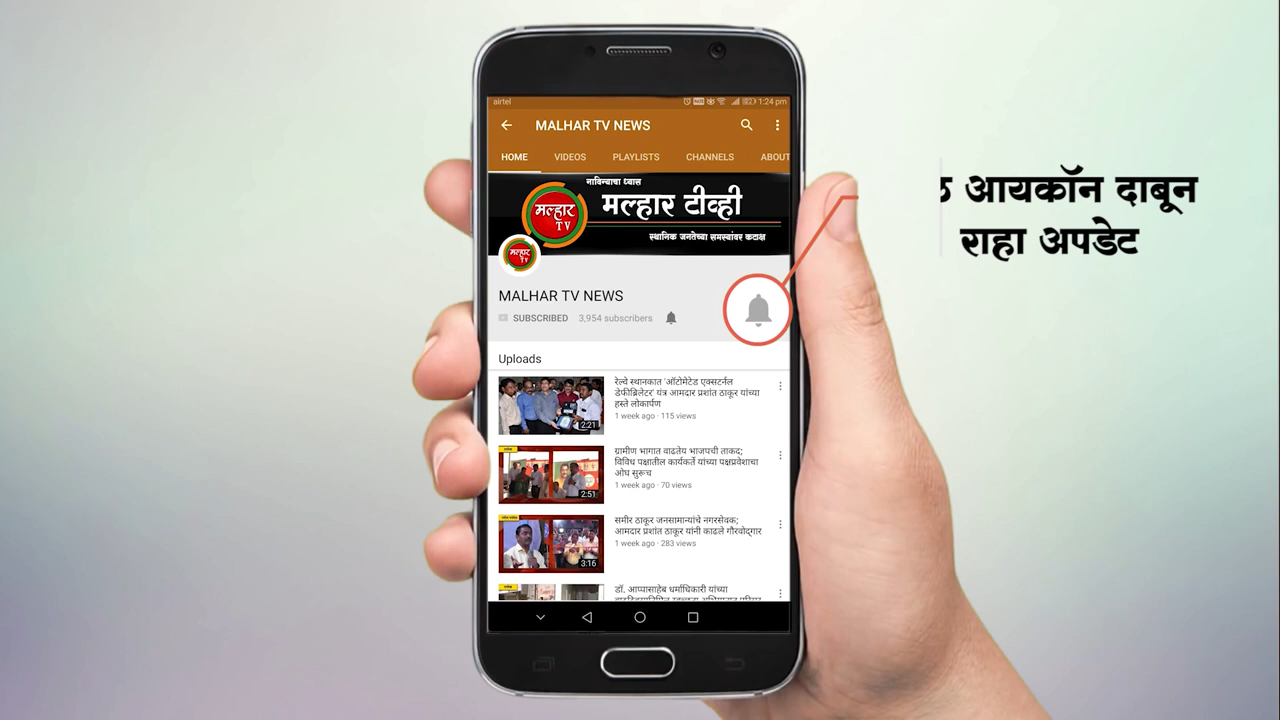 airtel
1:24 pm
MALHAR TV NEWS
HOME VIDEOS PLAYLISTS CHANNELS ABOUT
नाविन्याचा ध्यास
मल्हार टीव्ही
स्थानिक जनतेच्या समस्यांवर कटाक्ष
मल्हार
TV
मल्हार
TV
MALHAR TV NEWS
SUBSCRIBED 3,954 subscribers
Uploads
रेल्वे स्थानकात 'ऑटोमेटेड एक्सटर्नल
डेफीब्रिलेटर' यंत्र आमदार प्रशांत ठाकूर यांच्या
हस्ते लोकार्पण
1 week ago · 115 views
2:21
ग्रामीण भागात वाढतेय भाजपची ताकद;
विविध पक्षातील कार्यकर्ते यांच्या पक्षप्रवेशाचा
ओघ सुरूच
1 week ago · 70 views
2:51
समीर ठाकूर जनसामान्यांचे नगरसेवक;
आमदार प्रशांत ठाकूर यांनी काढले गौरवोद्गार
1 week ago · 283 views
3:16
डॉ. आप्पासाहेब धर्माधिकारी यांच्या
आयकॉन दाबून
राहा अपडेट